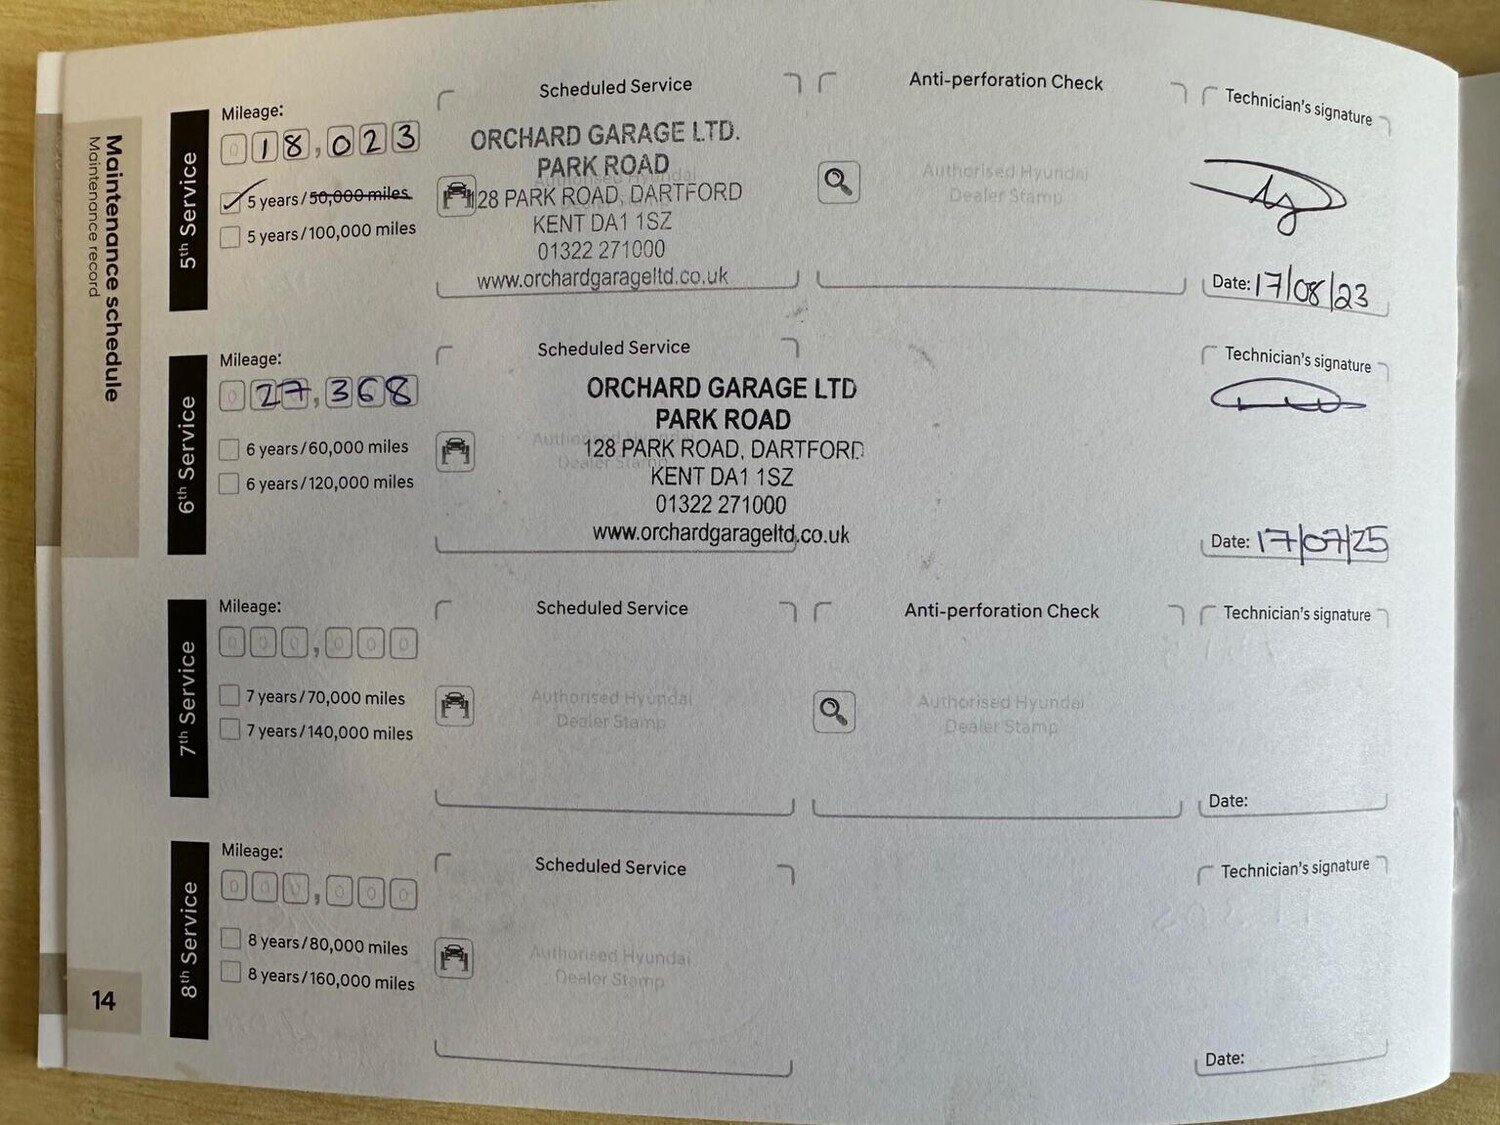 Maintenance schedule
Maintenance record
5th Service
Mileage:
018,023
5 years/50,000 miles
5 years/100,000 miles
Scheduled Service
ORCHARD GARAGE LTD.
PARK ROAD
128 PARK ROAD, DARTFORD
KENT DA1 1SZ
01322 271000
www.orchardgarageltd.co.uk
Anti-perforation Check
Authorised Hyundai
Dealer Stamp
Technician's signature
Date: 17/08/23
6th Service
Mileage:
027,368
6 years/60,000 miles
6 years/120,000 miles
Scheduled Service
Authorised Hyundai
Dealer Stamp
ORCHARD GARAGE LTD
PARK ROAD
128 PARK ROAD, DARTFORD
KENT DA1 1SZ
01322 271000
www.orchardgarageltd.co.uk
Technician's signature
Date: 17/07/25
7th Service
Mileage:
000,000
7 years/70,000 miles
7 years/140,000 miles
Scheduled Service
Authorised Hyundai
Dealer Stamp
Anti-perforation Check
Authorised Hyundai
Dealer Stamp
Technician's signature
Date:
8th Service
Mileage:
000,000
8 years/80,000 miles
8 years/160,000 miles
Scheduled Service
Authorised Hyundai
Dealer Stamp
Technician's signature
Date:
14